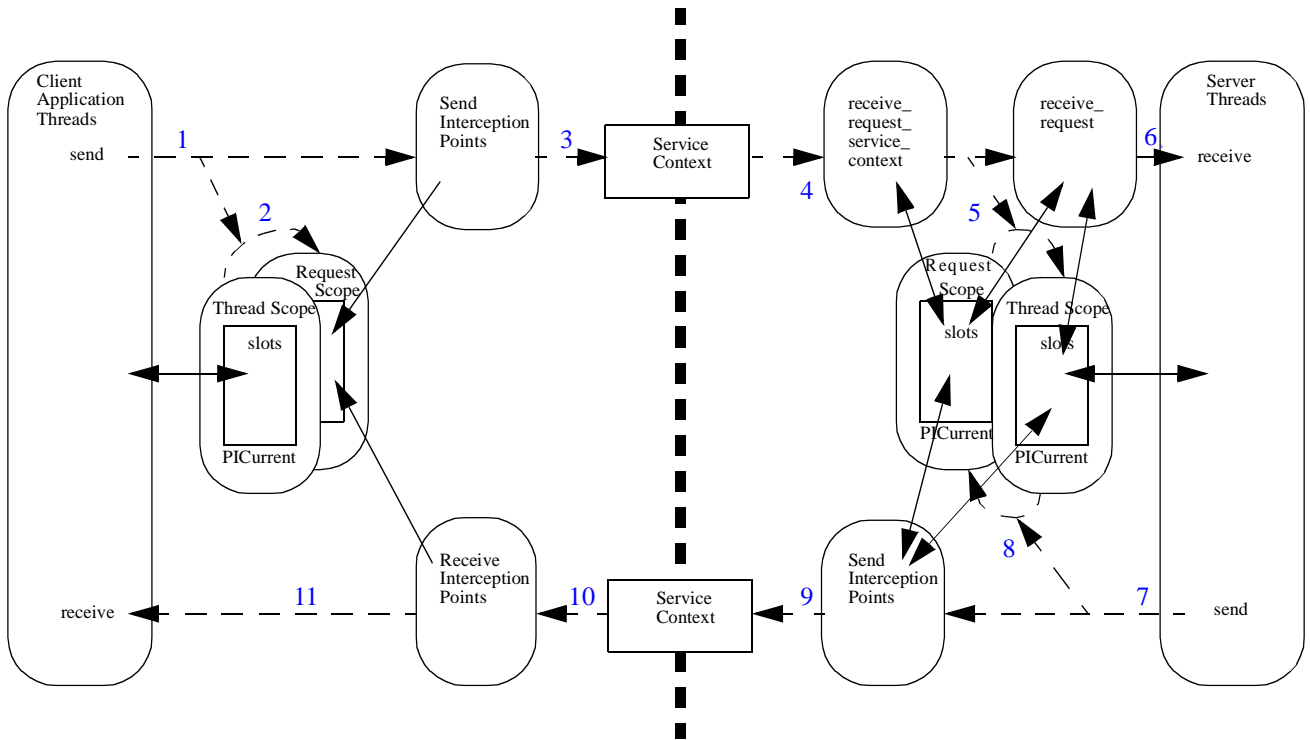 Client
Application
Threads
send
1
2
Send
Interception
Points
3
Service
Context
4
receive_
request_
service_
context
5
receive_
request
6
Server
Threads
receive
Request
Scope
Thread Scope
slots
PICurrent
Request
Scope
slots
PICurrent
Thread Scope
slots
PICurrent
7
send
8
Send
Interception
Points
9
Service
Context
10
Receive
Interception
Points
11
receive